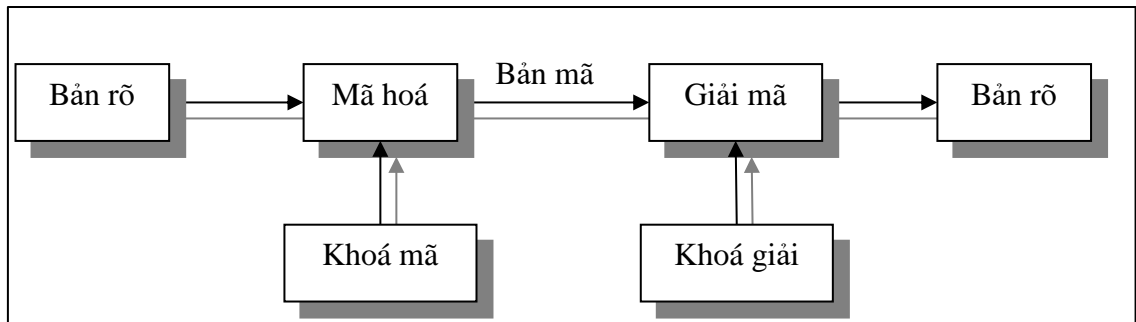 Bản rõ
Mã hoá
Bản mã
Giải mã
Bản rõ
Khoá mã
Khoá giải